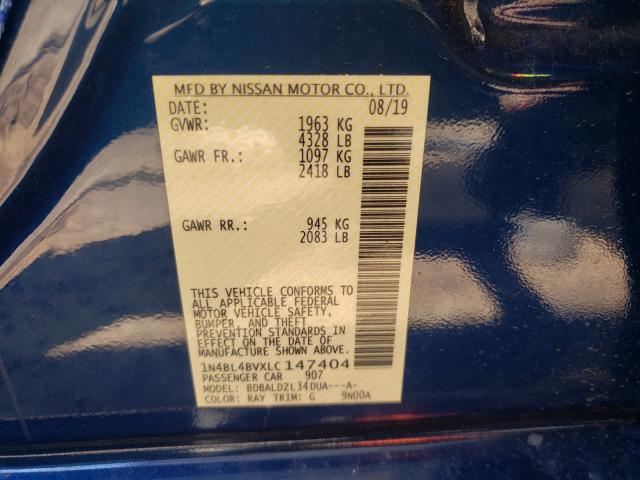 MFD BY NISSAN MOTOR CO., LTD.
DATE: 08/19
GVWR: 1963 KG
4328 LB
GAWR FR.: 1097 KG
2418 LB
GAWR RR.: 945 KG
2083 LB
THIS VEHICLE CONFORMS TO
ALL APPLICABLE FEDERAL
MOTOR VEHICLE SAFETY,
BUMPER, AND THEFT
PREVENTION STANDARDS IN
EFFECT ON THE DATE OF
MANUFACTURE SHOWN ABOVE.
1N4BL4BVXLC147404
PASSENGER CAR 907
MODEL: BDBALDZL34DUA---A-
COLOR: RAY TRIM: G 9N00A